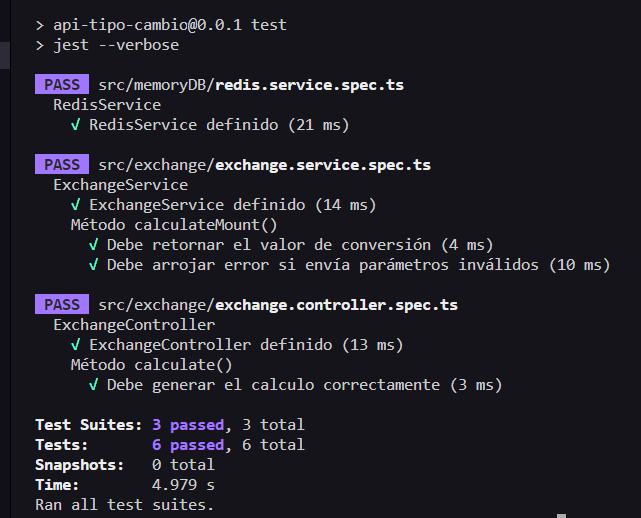 > api-tipo-cambio@0.0.1 test
> jest --verbose
PASS src/memoryDB/redis.service.spec.ts
RedisService
√ RedisService definido (21 ms)
PASS src/exchange/exchange.service.spec.ts
ExchangeService
√ ExchangeService definido (14 ms)
Método calculateMount()
√ Debe retornar el valor de conversión (4 ms)
√ Debe arrojar error si envía parámetros inválidos (10 ms)
PASS src/exchange/exchange.controller.spec.ts
ExchangeController
√ ExchangeController definido (13 ms)
Método calculate()
√ Debe generar el calculo correctamente (3 ms)
Test Suites: 3 passed, 3 total
Tests: 6 passed, 6 total
Snapshots: 0 total
Time: 4.979 s
Ran all test suites.